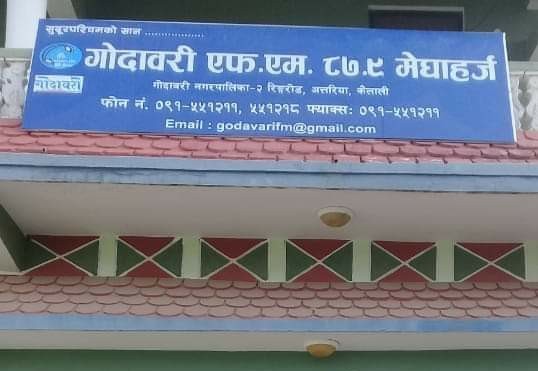 सुदूरपश्चिमको सान ..................
गोदावरी एफ.एम. ८७.९ मेघाहर्ज
गोदावरी
गोदावरी नगरपालिका-२ रिङरोड, अत्तरिया, कैलाली
फोन नं. ०९१-५५१२११, ५५१२१८ फ्याक्स: ०९१-५५१२११
Email : godavarifm@gmail.com